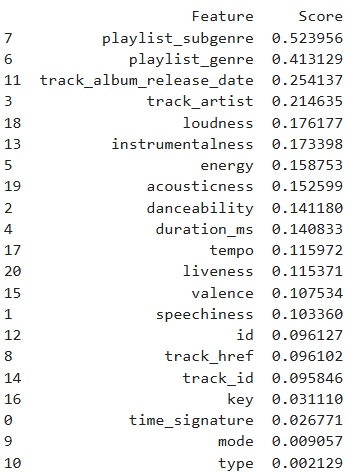 Feature Score
7 playlist_subgenre 0.523956
6 playlist_genre 0.413129
11 track_album_release_date 0.254137
3 track_artist 0.214635
18 loudness 0.176177
13 instrumentalness 0.173398
5 energy 0.158753
19 acousticness 0.152599
2 danceability 0.141180
4 duration_ms 0.140833
17 tempo 0.115972
20 liveness 0.115371
15 valence 0.107534
1 speechiness 0.103360
12 id 0.096127
8 track_href 0.096102
14 track_id 0.095846
16 key 0.031110
0 time_signature 0.026771
9 mode 0.009057
10 type 0.002129